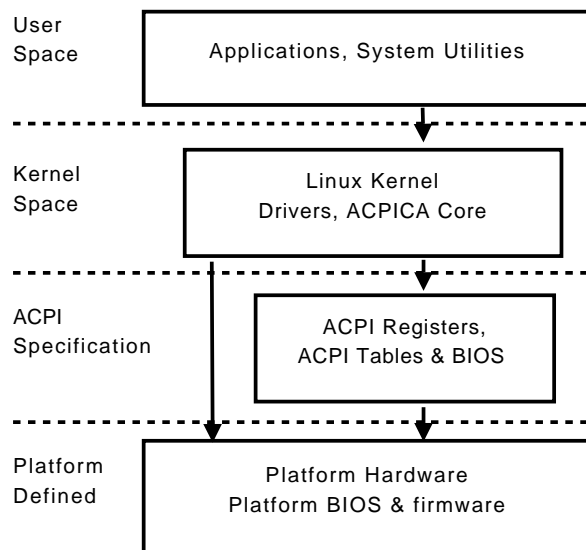 User
Space
Applications, System Utilities
Kernel
Space
Linux Kernel
Drivers, ACPICA Core
ACPI
Specification
ACPI Registers,
ACPI Tables & BIOS
Platform
Defined
Platform Hardware
Platform BIOS & firmware